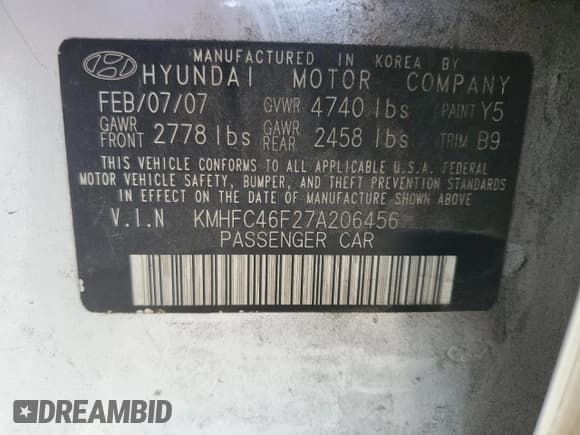 MANUFACTURED IN KOREA BY
HYUNDAI MOTOR COMPANY
FEB/07/07 GVWR 4740 lbs PAINT Y5
GAWR FRONT 2778 lbs GAWR REAR 2458 lbs TRIM B9
THIS VEHICLE CONFORMS TO ALL APPLICABLE U.S.A. FEDERAL
MOTOR VEHICLE SAFETY, BUMPER, AND THEFT PREVENTION STANDARDS
IN EFFECT ON THE DATE OF MANUFACTURE SHOWN ABOVE
V.I.N KMHFC46F27A206456
PASSENGER CAR
DREAMBID